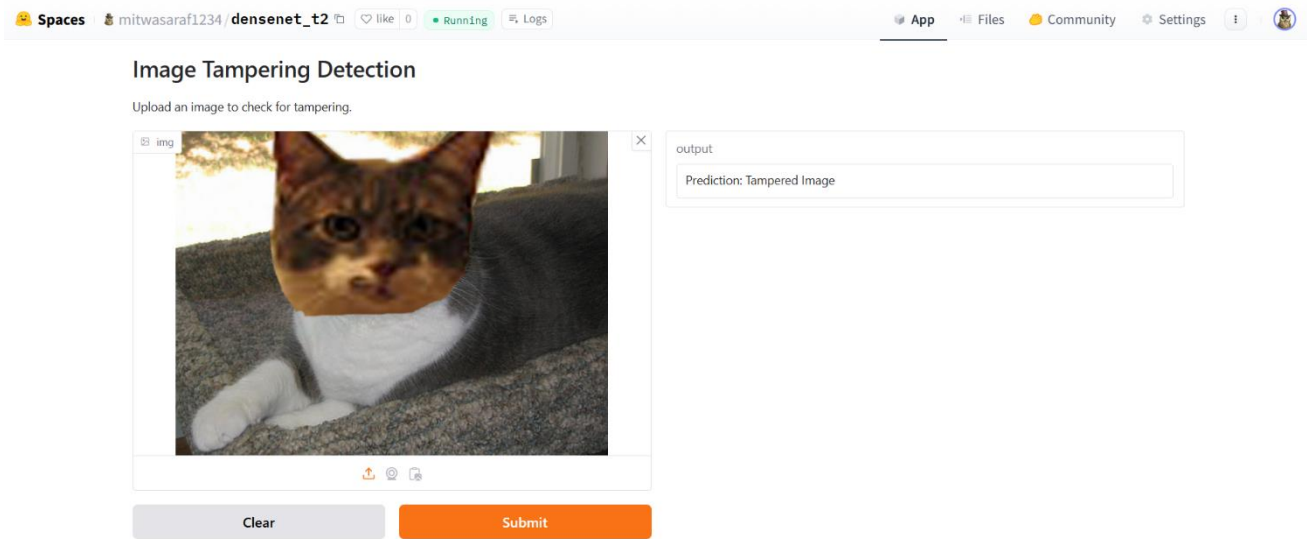 Spaces mitwasaraf1234/densenet_t2 like 0 Running Logs App Files Community Settings
Image Tampering Detection
Upload an image to check for tampering.
img
output
Prediction: Tampered Image
Clear Submit